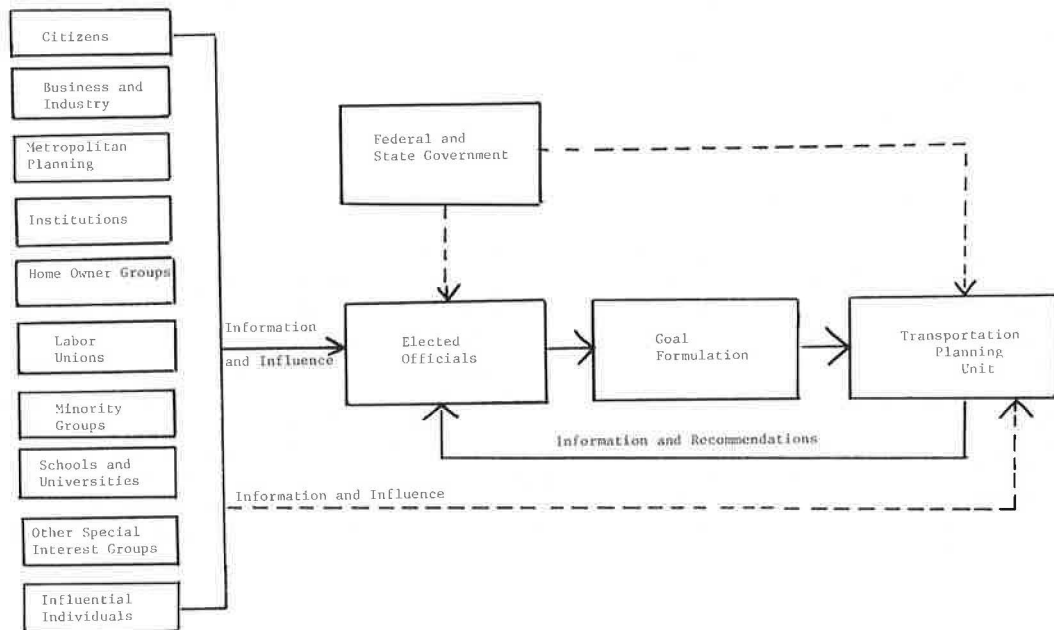 Citizens
Business and
Industry
Metropolitan
Planning
Institutions
Home Owner Groups
Labor
Unions
Minority
Groups
Schools and
Universities
Other Special
Interest Groups
Influential
Individuals
Federal and
State Government
Information
and Influence
Elected
Officials
Goal
Formulation
Transportation
Planning
Unit
Information and Recommendations
Information and Influence